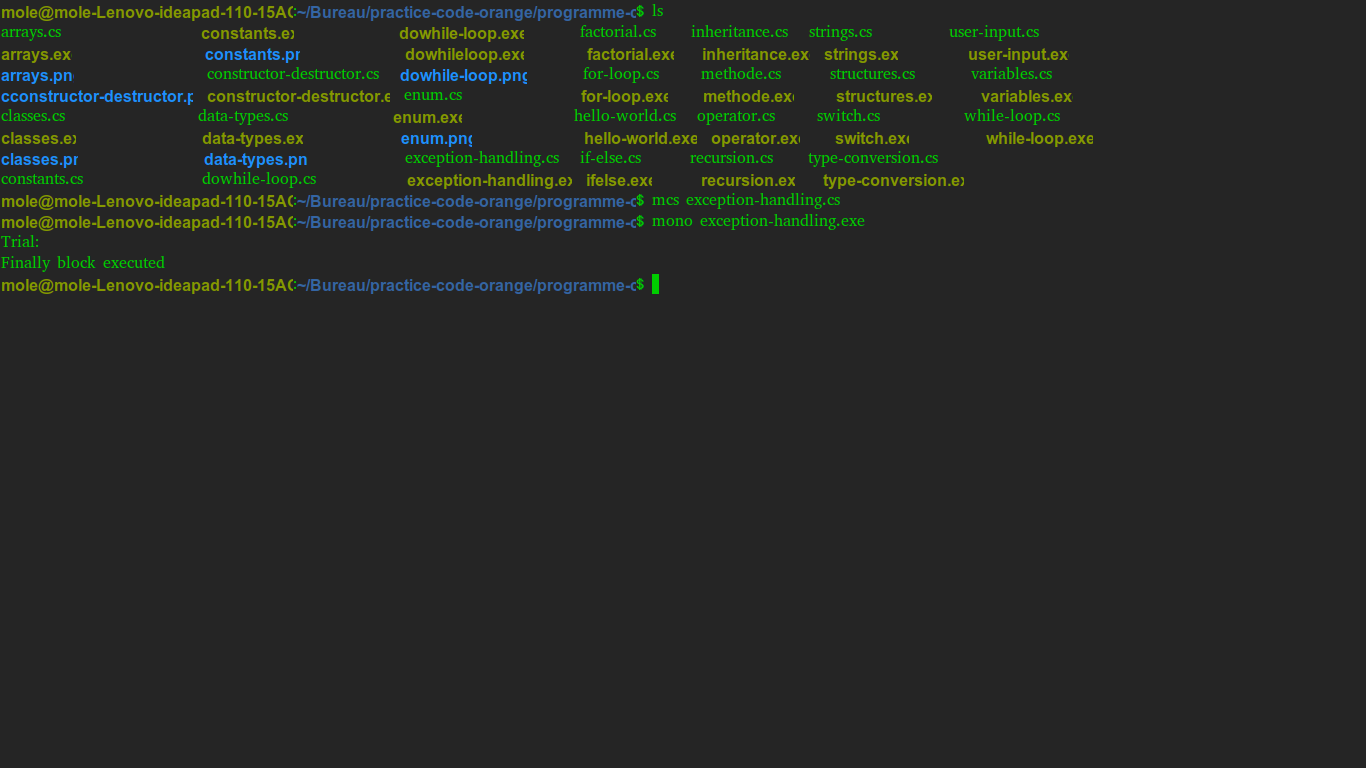 mole@mole-Lenovo-ideapad-110-15AC:~/Bureau/practice-code-orange/programme-c$ ls
arrays.cs constants.ex dowhile-loop.exe factorial.cs inheritance.cs strings.cs user-input.cs
arrays.ex constants.pn dowhileloop.exe factorial.exe inheritance.ex strings.ex user-input.ex
arrays.pn constructor-destructor.cs dowhile-loop.png for-loop.cs methode.cs structures.cs variables.cs
cconstructor-destructor.p constructor-destructor.e enum.cs for-loop.exe methode.ex structures.ex variables.ex
classes.cs data-types.cs enum.exe hello-world.cs operator.cs switch.cs while-loop.cs
classes.ex data-types.ex enum.png hello-world.exe operator.exe switch.exe while-loop.exe
classes.pn data-types.pn exception-handling.cs if-else.cs recursion.cs type-conversion.cs
constants.cs dowhile-loop.cs exception-handling.ex ifelse.exe recursion.ex type-conversion.ex
mole@mole-Lenovo-ideapad-110-15AC:~/Bureau/practice-code-orange/programme-c$ mcs exception-handling.cs
mole@mole-Lenovo-ideapad-110-15AC:~/Bureau/practice-code-orange/programme-c$ mono exception-handling.exe
Trial:
Finally block executed
mole@mole-Lenovo-ideapad-110-15AC:~/Bureau/practice-code-orange/programme-c$